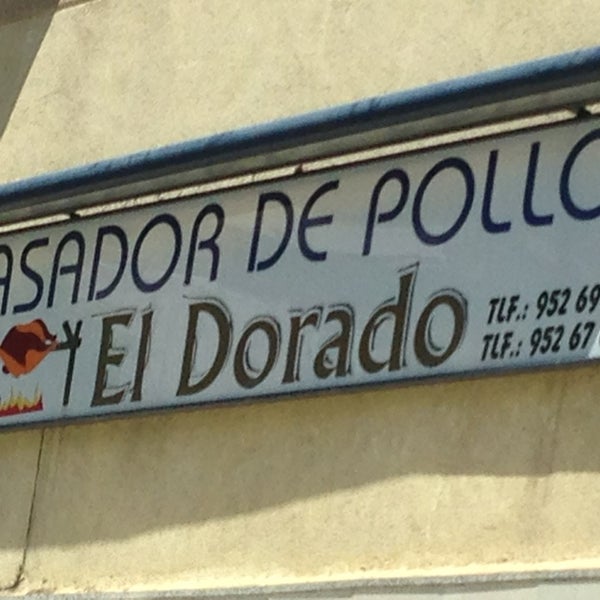 ASADOR DE POLLO
El Dorado
TLF.: 952 69
TLF.: 952 67